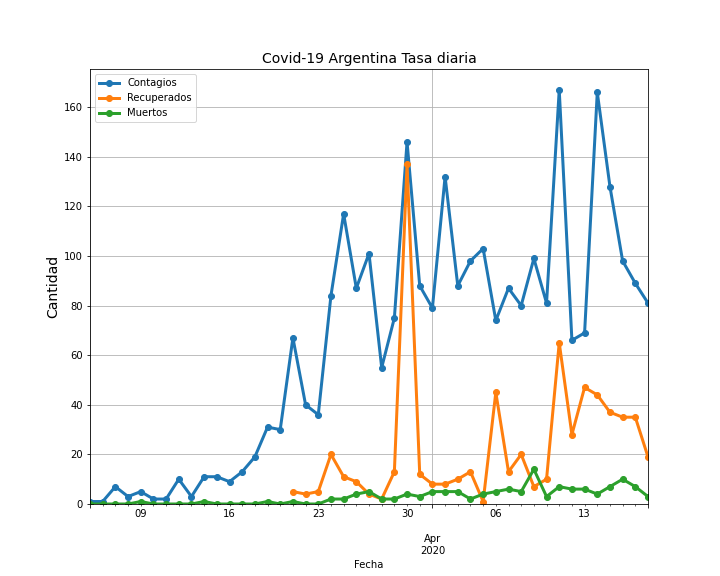 Covid-19 Argentina Tasa diaria
Contagios
Recuperados
Muertos
Cantidad
160
140
120
100
80
60
40
20
0
09
16
23
30
06
13
Apr
2020
Fecha